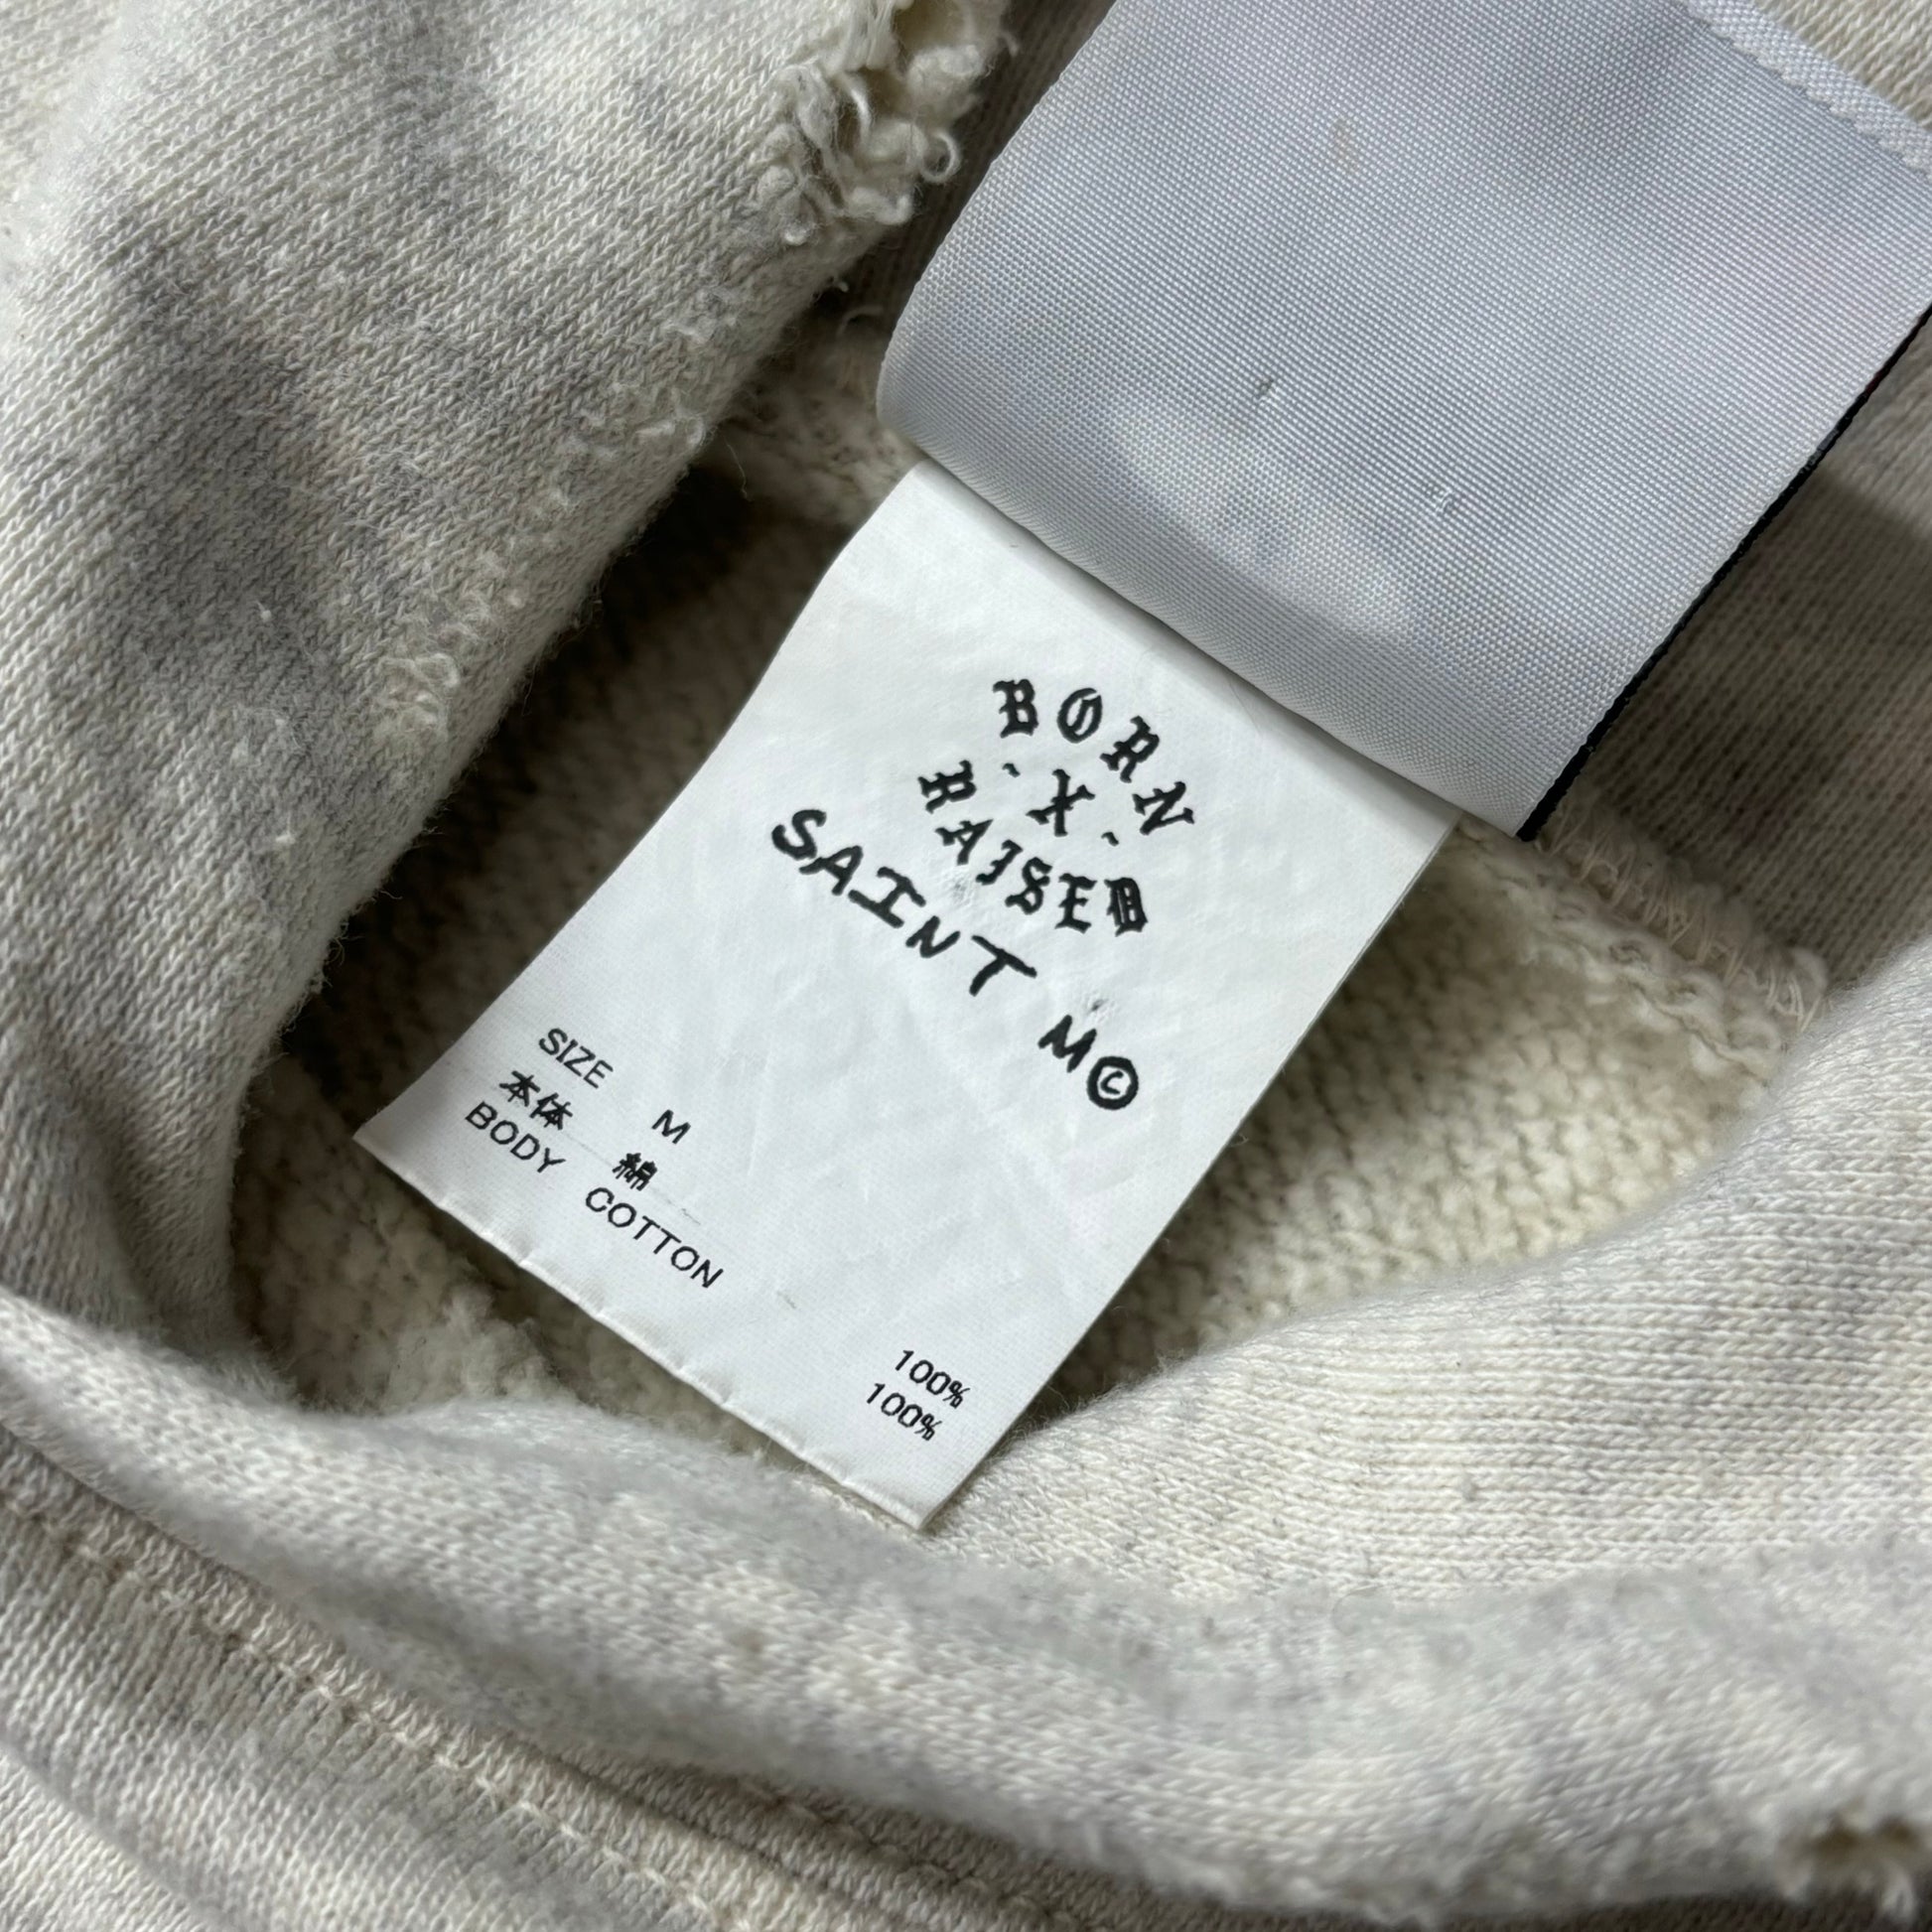 BORN
X
RAISED
SAINT M©
SIZE M
本体 綿 100%
BODY COTTON 100%